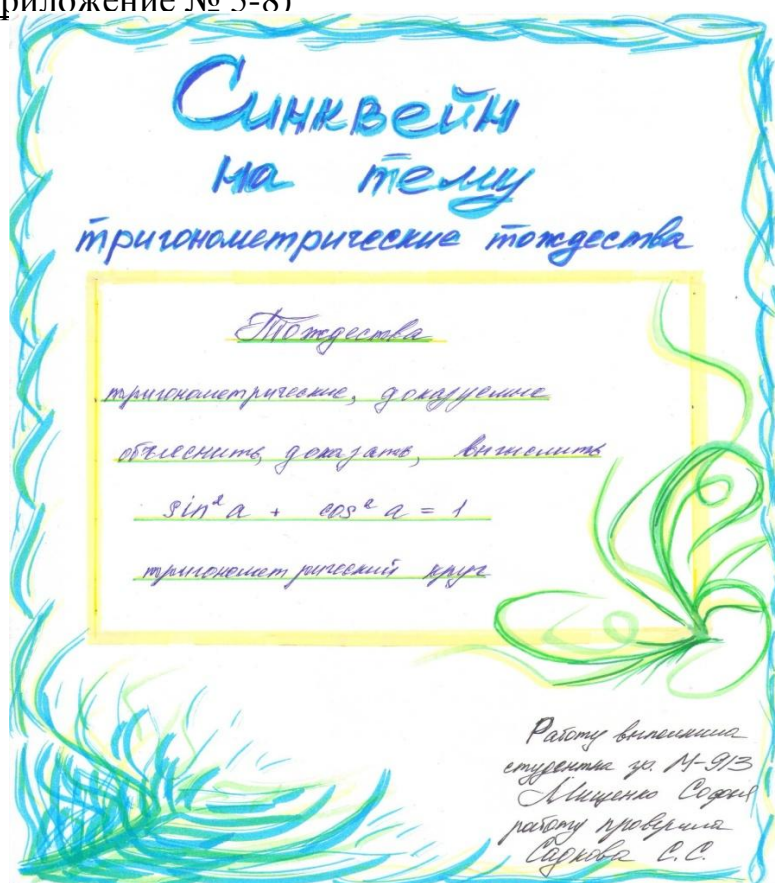 риложение № 5-8)
Синквейн
на тему
тригонометрические тождества
Тождества
тригонометрические, доказуемые
объяснить, доказать, вычислить
sin² a + cos² a = 1
тригонометрический круг
Работу выполнила
студентка гр. М-913
Мищенко Софья
работу проверила
Садкова С.С.